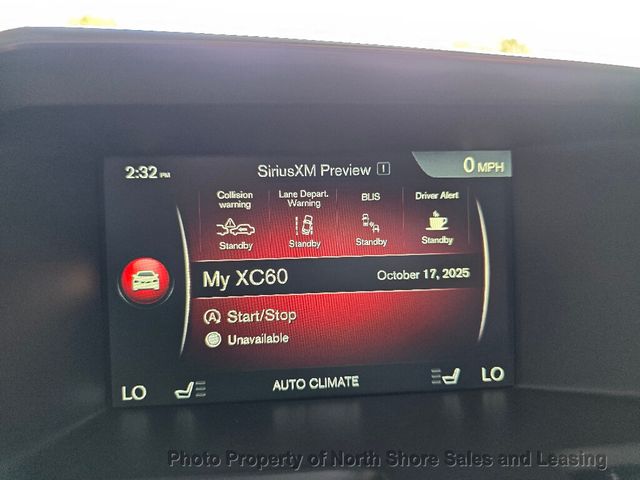 2:32 PM SiriusXM Preview 0 MPH
Collision warning Lane Depart. Warning BLIS Driver Alert
Standby Standby Standby Standby
My XC60 October 17, 2025
A Start/Stop
Unavailable
LO AUTO CLIMATE LO
Photo Property of North Shore Sales and Leasing